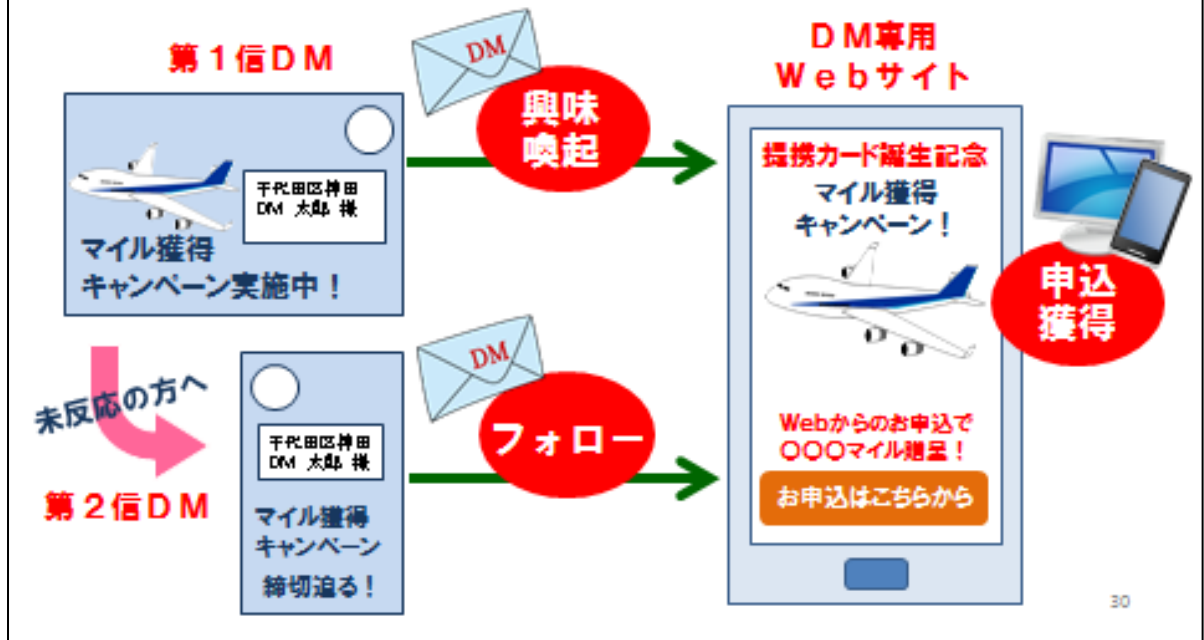 第１信ＤＭ
DM
興味
喚起
ＤＭ専用
Ｗｅｂサイト
千代田区神田
DM 太郎 様
マイル獲得
キャンペーン実施中！
提携カード誕生記念
マイル獲得
キャンペーン！
申込
獲得
未反応の方へ
第２信ＤＭ
千代田区神田
DM 太郎 様
マイル獲得
キャンペーン
締切迫る！
DM
フォロー
Webからのお申込で
〇〇〇マイル贈呈！
お申込はこちらから
30